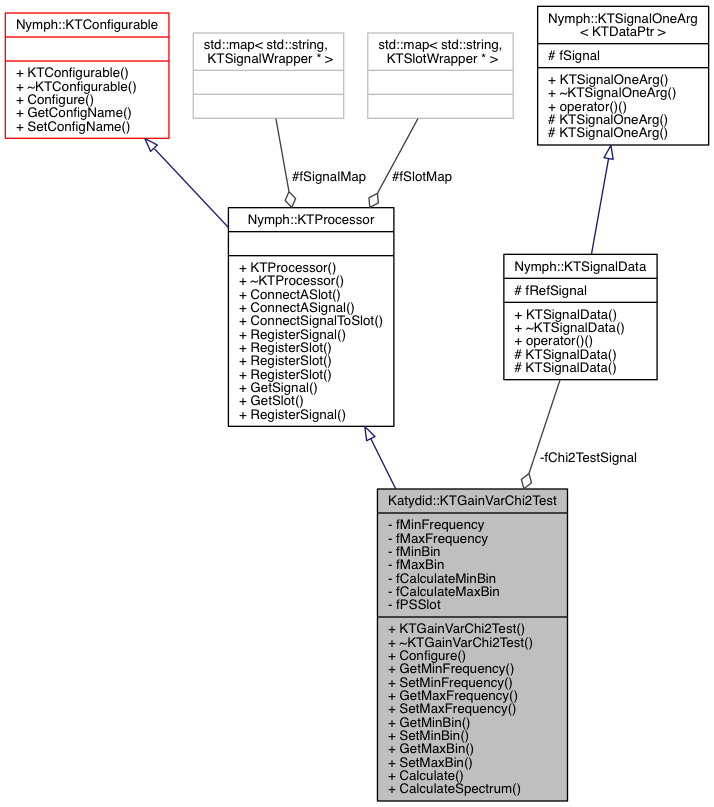 Nymph::KTConfigurable
+ KTConfigurable()
+ ~KTConfigurable()
+ Configure()
+ GetConfigName()
+ SetConfigName()
std::map< std::string,
KTSignalWrapper * >
std::map< std::string,
KTSlotWrapper * >
Nymph::KTSignalOneArg
< KTDataPtr >
# fSignal
+ KTSignalOneArg()
+ ~KTSignalOneArg()
+ operator()()
# KTSignalOneArg()
# KTSignalOneArg()
#fSignalMap
#fSlotMap
Nymph::KTProcessor
+ KTProcessor()
+ ~KTProcessor()
+ ConnectASlot()
+ ConnectASignal()
+ ConnectSignalToSlot()
+ RegisterSignal()
+ RegisterSlot()
+ RegisterSlot()
+ RegisterSlot()
+ GetSignal()
+ GetSlot()
+ RegisterSignal()
Nymph::KTSignalData
# fRefSignal
+ KTSignalData()
+ ~KTSignalData()
+ operator()()
# KTSignalData()
# KTSignalData()
-fChi2TestSignal
Katydid::KTGainVarChi2Test
- fMinFrequency
- fMaxFrequency
- fMinBin
- fMaxBin
- fCalculateMinBin
- fCalculateMaxBin
- fPSSlot
+ KTGainVarChi2Test()
+ ~KTGainVarChi2Test()
+ Configure()
+ GetMinFrequency()
+ SetMinFrequency()
+ GetMaxFrequency()
+ SetMaxFrequency()
+ GetMinBin()
+ SetMinBin()
+ GetMaxBin()
+ SetMaxBin()
+ Calculate()
+ CalculateSpectrum()